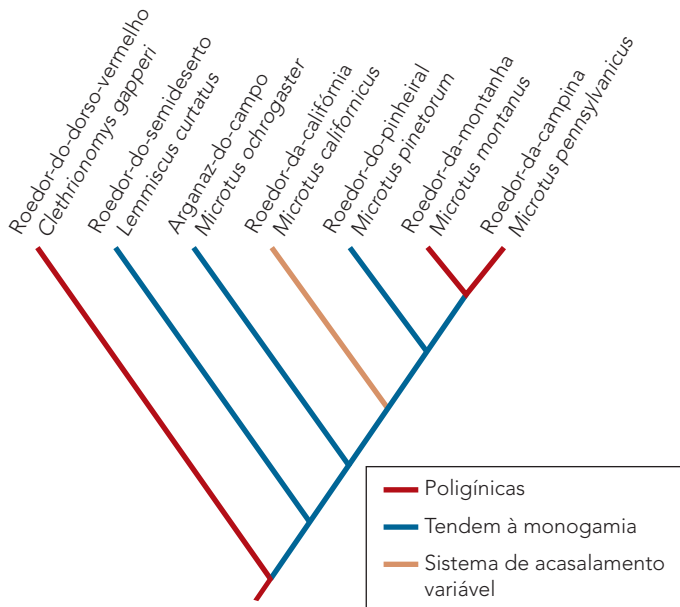 Roedor-do-dorso-vermelho
Clethrionomys gapperi
Roedor-do-semideserto
Lemmiscus curtatus
Arganaz-do-campo
Microtus ochrogaster
Roedor-da-califórnia
Microtus californicus
Roedor-do-pinheiral
Microtus pinetorum
Roedor-da-montanha
Microtus montanus
Roedor-da-campina
Microtus pennsylvanicus
Poligínicas
Tendem à monogamia
Sistema de acasalamento
variável